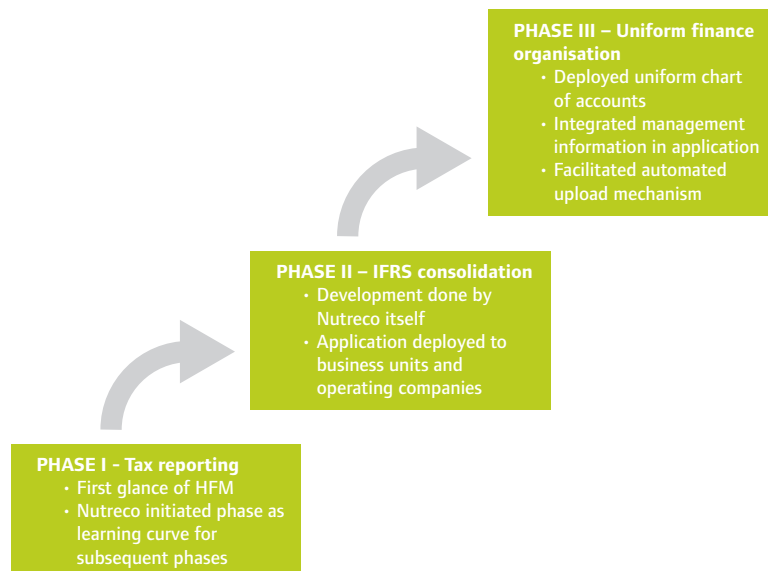 PHASE III – Uniform finance
organisation
• Deployed uniform chart
of accounts
• Integrated management
information in application
• Facilitated automated
upload mechanism
PHASE II – IFRS consolidation
• Development done by
Nutreco itself
• Application deployed to
business units and
operating companies
PHASE I - Tax reporting
• First glance of HFM
• Nutreco initiated phase as
learning curve for
subsequent phases